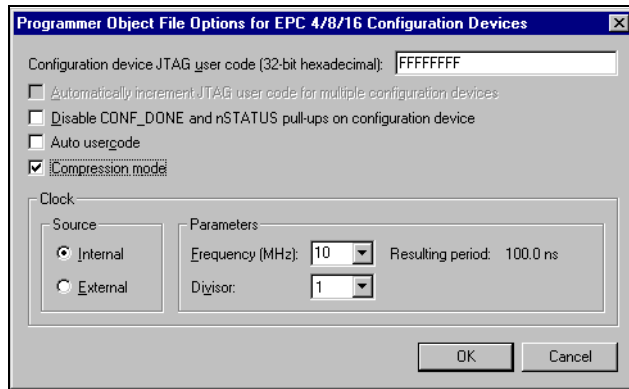 Programmer Object File Options for EPC 4/8/16 Configuration Devices
Configuration device JTAG user code (32-bit hexadecimal): FFFFFFFF
Automatically increment JTAG user code for multiple configuration devices
Disable CONF_DONE and nSTATUS pull-ups on configuration device
Auto usercode
Compression mode
Clock
Source
Internal
External
Parameters
Frequency (MHz): 10 Resulting period: 100.0 ns
Divisor: 1
OK Cancel